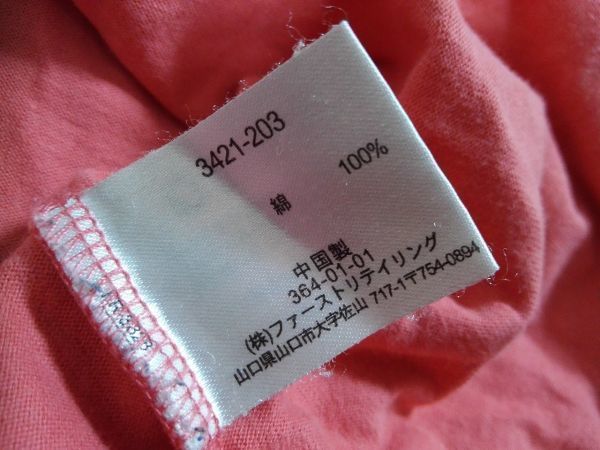 3421-203
綿 100%
中国製
364-01-01
(株)ファーストリテイリング
山口県山口市大字佐山 717-1〒754-0894